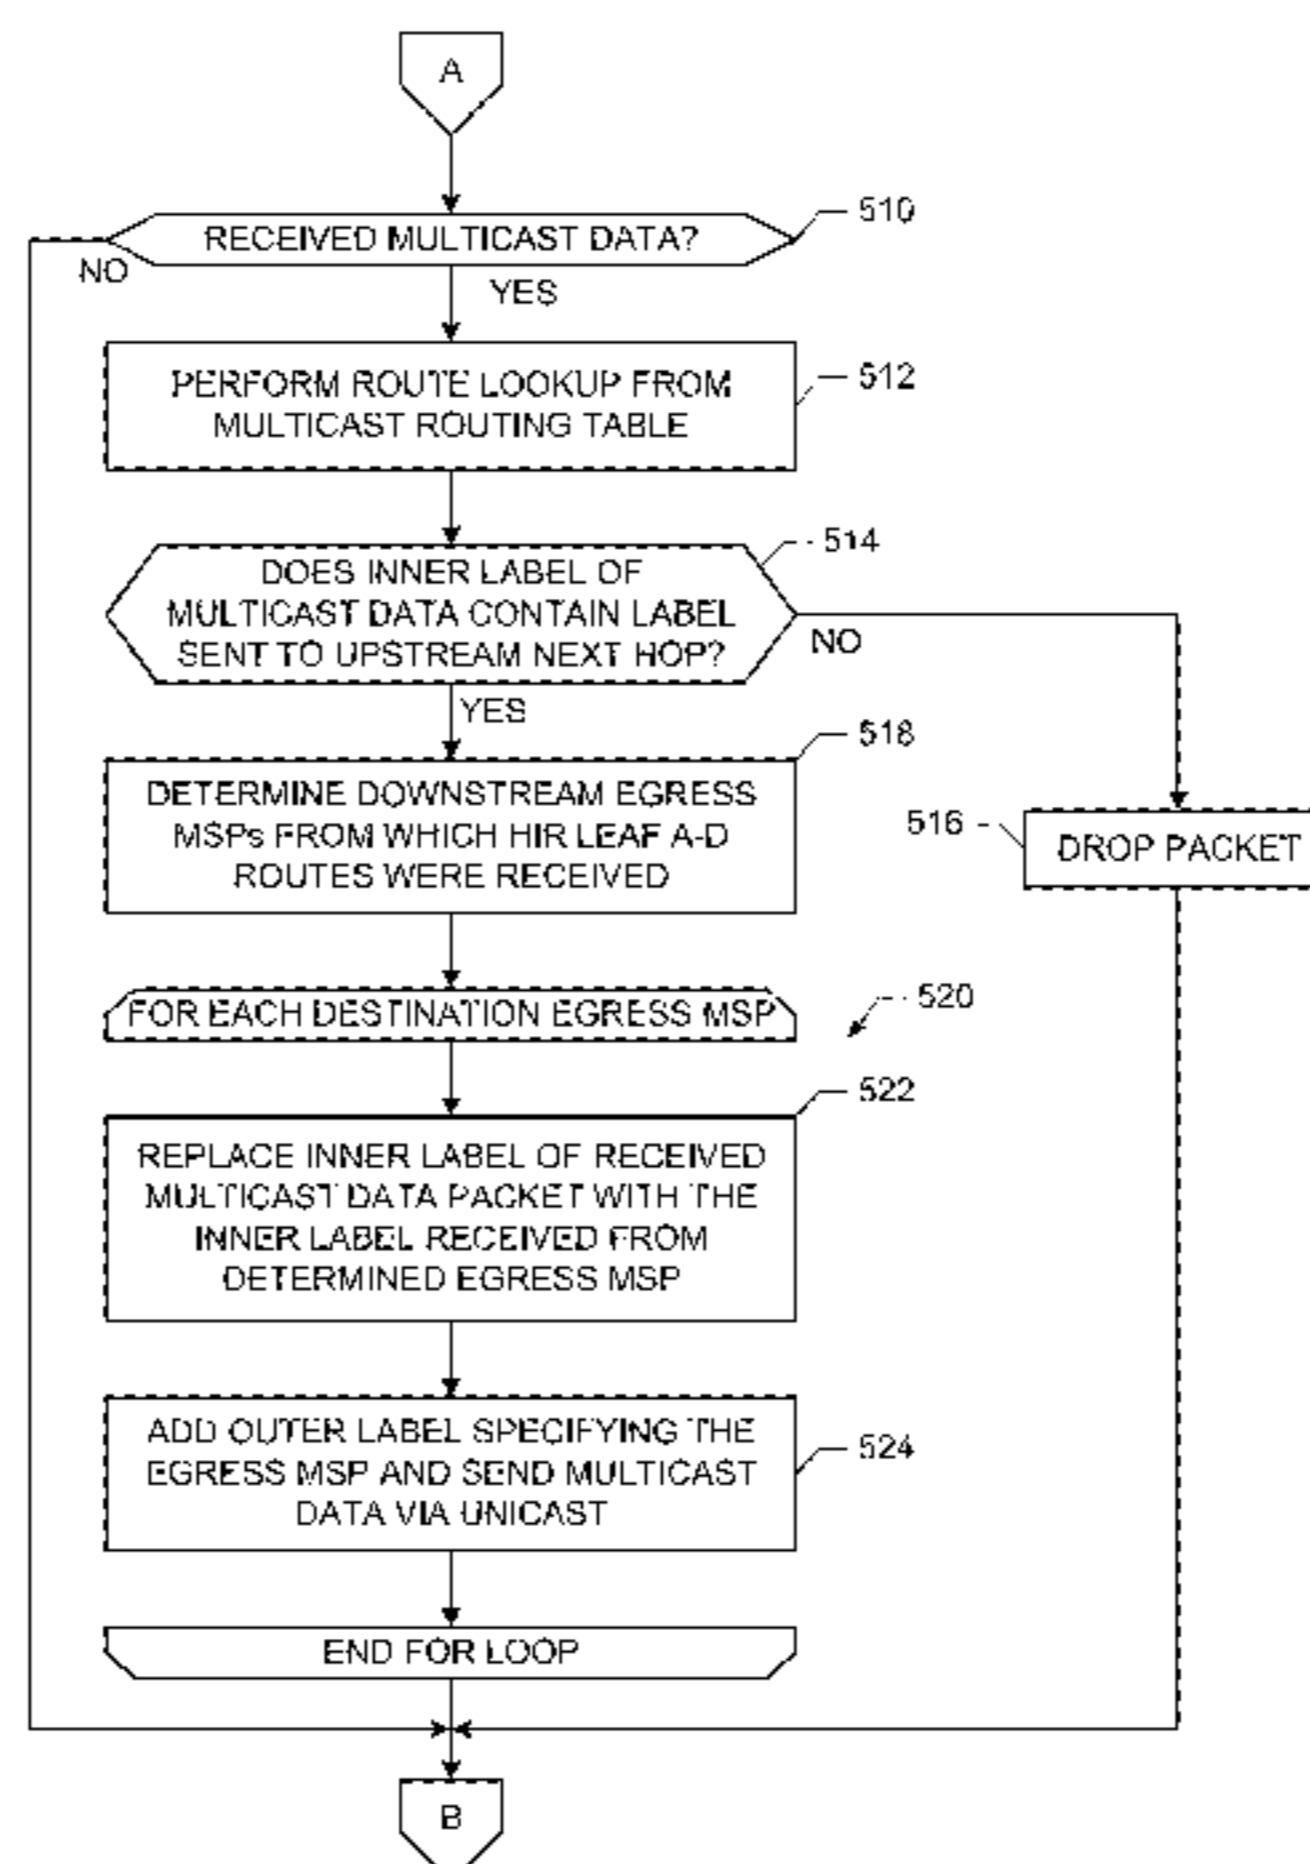 A
RECEIVED MULTICAST DATA?
510
NO
YES
PERFORM ROUTE LOOKUP FROM
MULTICAST ROUTING TABLE
512
DOES INNER LABEL OF
MULTICAST DATA CONTAIN LABEL
SENT TO UPSTREAM NEXT HOP?
514
NO
YES
DETERMINE DOWNSTREAM EGRESS
MSPs FROM WHICH HIR LEAF A-D
ROUTES WERE RECEIVED
518
516
DROP PACKET
FOR EACH DESTINATION EGRESS MSP
520
REPLACE INNER LABEL OF RECEIVED
MULTICAST DATA PACKET WITH THE
INNER LABEL RECEIVED FROM
DETERMINED EGRESS MSP
522
ADD OUTER LABEL SPECIFYING THE
EGRESS MSP AND SEND MULTICAST
DATA VIA UNICAST
524
END FOR LOOP
B